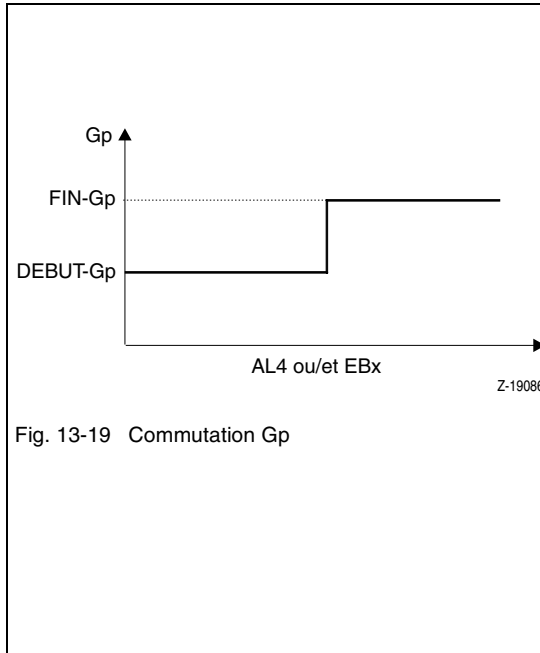 Gp
FIN-Gp
DEBUT-Gp
AL4 ou/et EBx
Z-19086
Fig. 13-19 Commutation Gp